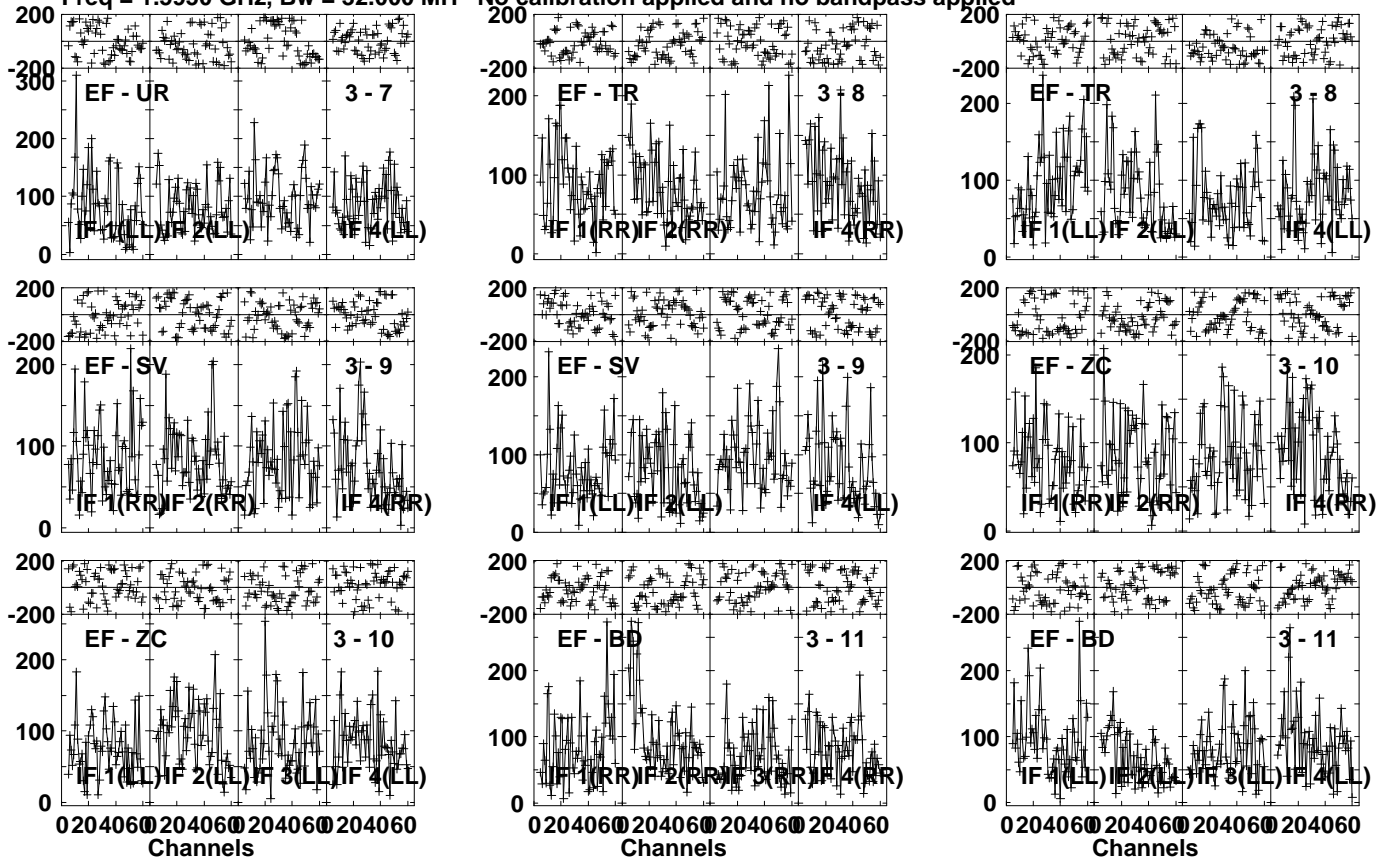 No calibration applied and no bandpass applied
200
-200
300
200
100
0
EF - UR
3 - 7
IF 1(LL)
IF 2(LL)
IF 4(LL)
200
-200
200
100
0
EF - TR
3 - 8
IF 1(RR)
IF 2(RR)
IF 4(RR)
200
-200
200
100
0
EF - TR
3 - 8
IF 1(LL)
IF 2(LL)
IF 4(LL)
200
-200
200
100
0
EF - SV
3 - 9
IF 1(RR)
IF 2(RR)
IF 4(RR)
200
-200
200
100
0
EF - SV
3 - 9
IF 1(LL)
IF 2(LL)
IF 4(LL)
200
-200
200
100
0
EF - ZC
3 - 10
IF 1(RR)
IF 2(RR)
IF 4(RR)
200
-200
200
100
0
EF - ZC
3 - 10
IF 1(LL)
IF 2(LL)
IF 3(LL)
IF 4(LL)
0 20 40 60 0 20 40 60 0 20 40 60 0 20 40 60
Channels
200
-200
200
100
0
EF - BD
3 - 11
IF 1(RR)
IF 2(RR)
IF 3(RR)
IF 4(RR)
0 20 40 60 0 20 40 60 0 20 40 60 0 20 40 60
Channels
200
-200
200
100
0
EF - BD
3 - 11
IF 1(LL)
IF 2(LL)
IF 3(LL)
IF 4(LL)
0 20 40 60 0 20 40 60 0 20 40 60 0 20 40 60
Channels